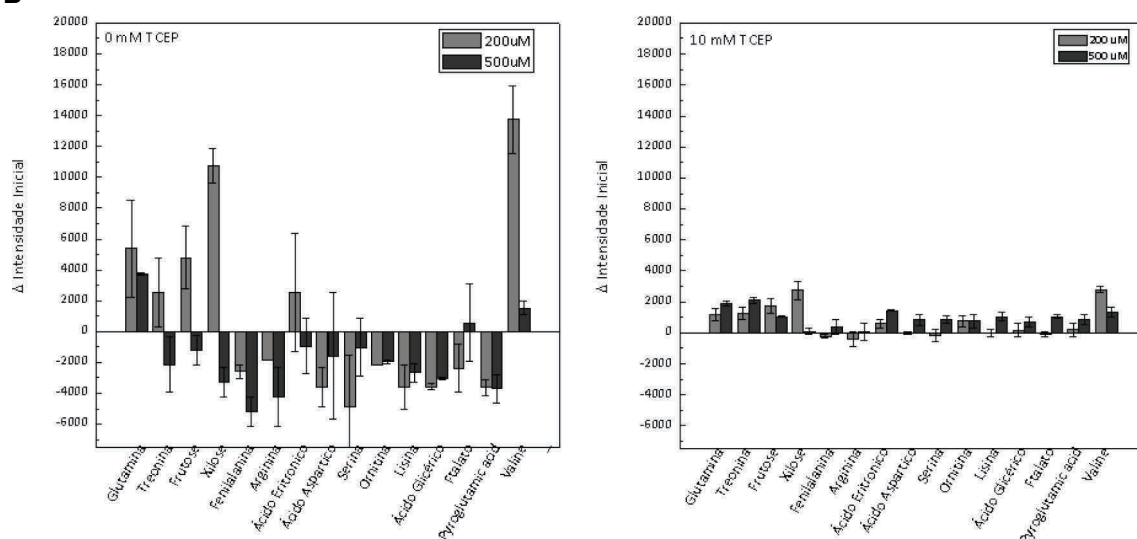 B
0 mM TCEP
200uM
500uM
20000
18000
16000
14000
12000
10000
8000
6000
4000
2000
0
-2000
-4000
-6000
Δ Intensidade Inicial
Glutamina
Treonina
Frutose
Xilose
Fenilalanina
Arginina
Ácido Eritronico
Ácido Aspartico
Serina
Ornitina
Lisina
Ácido Glicérico
Ftalato
Pyroglutamic acid
Valine
10 mM TCEP
200 uM
500 uM
20000
18000
16000
14000
12000
10000
8000
6000
4000
2000
0
-2000
-4000
-6000
Δ Intensidade Inicial
Glutamina
Treonina
Frutose
Xilose
Fenilalanina
Arginina
Ácido Eritronico
Ácido Aspartico
Serina
Ornitina
Lisina
Ácido Glicérico
Ftalato
Pyroglutamic acid
Valine